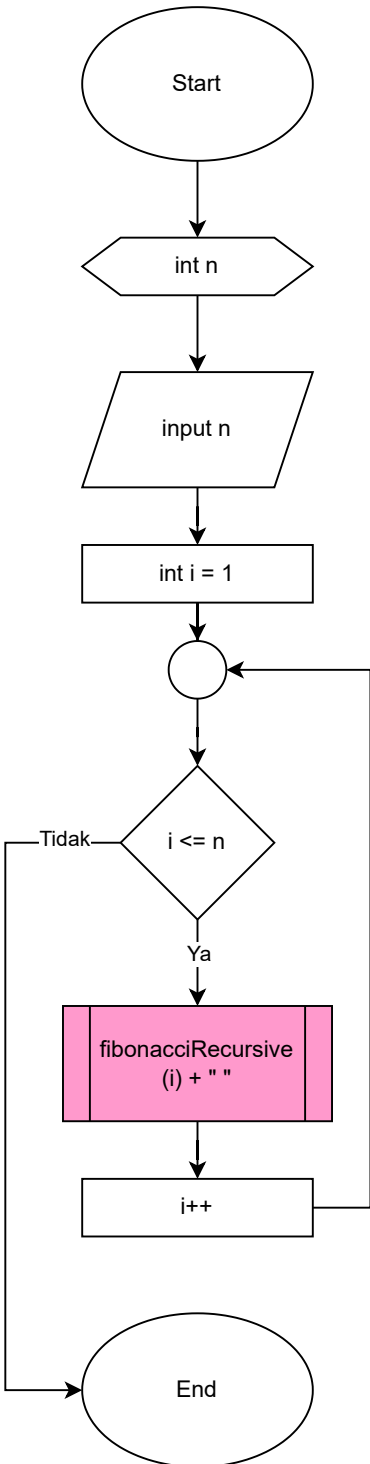 Start
int n
input n
int i = 1
i <= n
Tidak
Ya
fibonacciRecursive
(i) + " "
i++
End